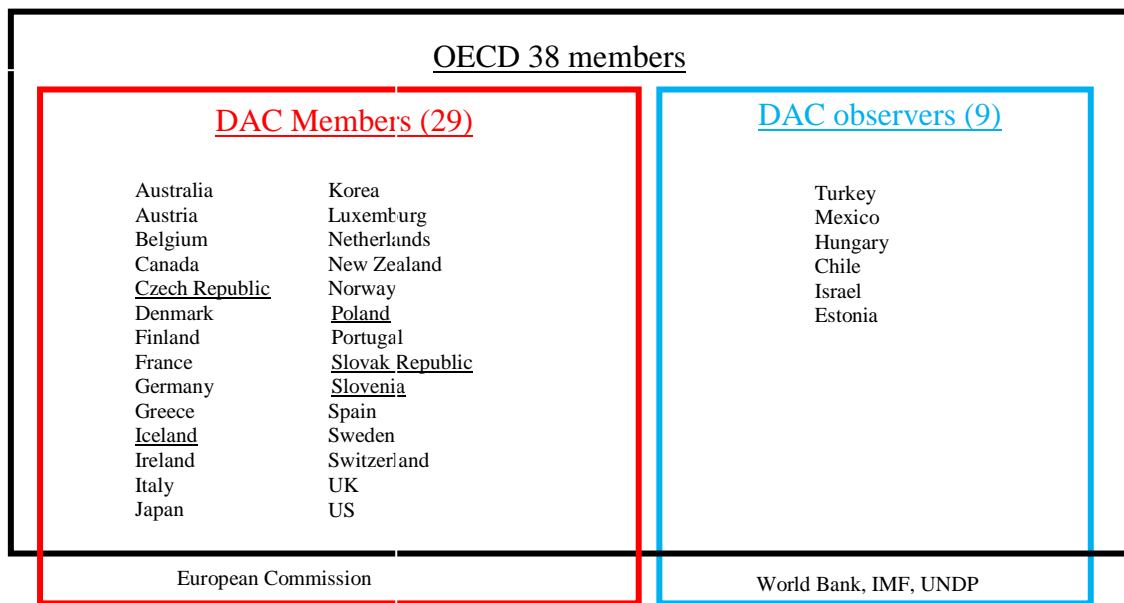 OECD 38 members
DAC Members (29)
Australia
Austria
Belgium
Canada
Czech Republic
Denmark
Finland
France
Germany
Greece
Iceland
Ireland
Italy
Japan
Korea
Luxemburg
Netherlands
New Zealand
Norway
Poland
Portugal
Slovak Republic
Slovenia
Spain
Sweden
Switzerland
UK
US
European Commission
DAC observers (9)
Turkey
Mexico
Hungary
Chile
Israel
Estonia
World Bank, IMF, UNDP